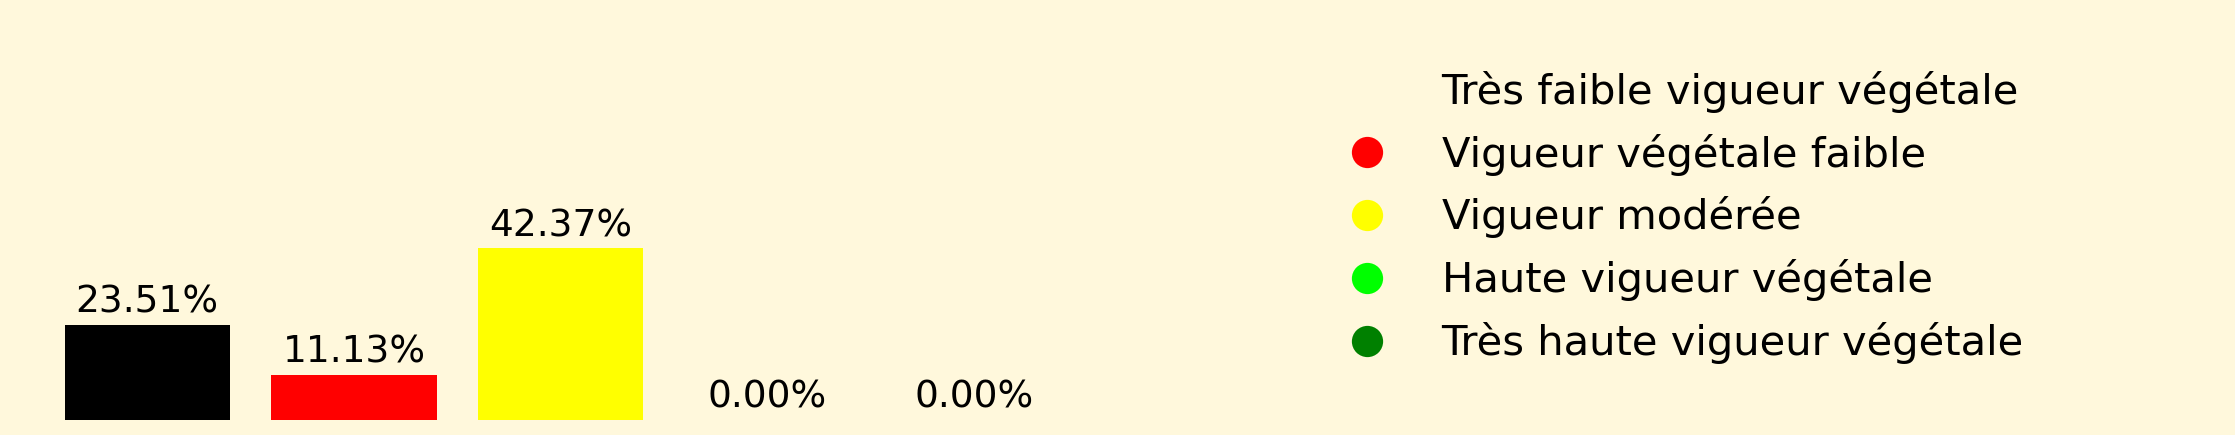 23.51%
11.13%
42.37%
0.00%
0.00%
Très faible vigueur végétale
Vigueur végétale faible
Vigueur modérée
Haute vigueur végétale
Très haute vigueur végétale